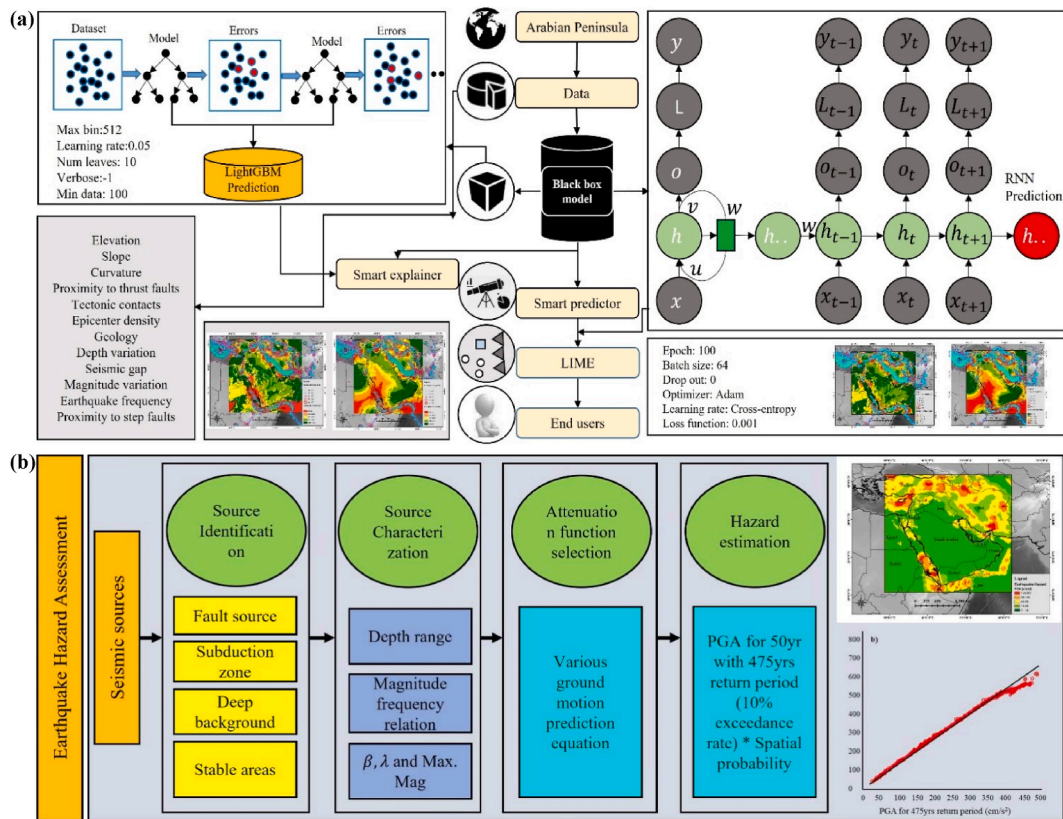 (a)
Dataset
Model
Errors
Model
Errors
Max bin:512
Learning rate:0.05
Num leaves: 10
Verbose:-1
Min data: 100
LightGBM
Prediction
Elevation
Slope
Curvature
Proximity to thrust faults
Tectonic contacts
Epicenter density
Geology
Depth variation
Seismic gap
Magnitude variation
Earthquake frequency
Proximity to step faults
Arabian Peninsula
Data
Black box
model
Smart explainer
Smart predictor
LIME
End users
y
L
o
h
x
v
w
u
h..
w
y_{t-1}
y_t
y_{t+1}
L_{t-1}
L_t
L_{t+1}
o_{t-1}
o_t
o_{t+1}
h_{t-1}
h_t
h_{t+1}
x_{t-1}
x_t
x_{t+1}
RNN
Prediction
h..
Epoch: 100
Batch size: 64
Drop out: 0
Optimizer: Adam
Learning rate: Cross-entropy
Loss function: 0.001
(b)
Earthquake Hazard Assessment
Seismic sources
Source
Identificati
on
Fault source
Subduction
zone
Deep
background
Stable areas
Source
Characteri
zation
Depth range
Magnitude
frequency
relation
β, λ and Max.
Mag
Attenuatio
n function
selection
Various
ground
motion
prediction
equation
Hazard
estimation
PGA for 50yr
with 475yrs
return period
(10%
exceedance
rate) * Spatial
probability
b)
800
700
600
500
400
300
200
100
0
0 50 100 150 200 250 300 350 400 450 500
PGA for 475yrs return period (cm/s²)